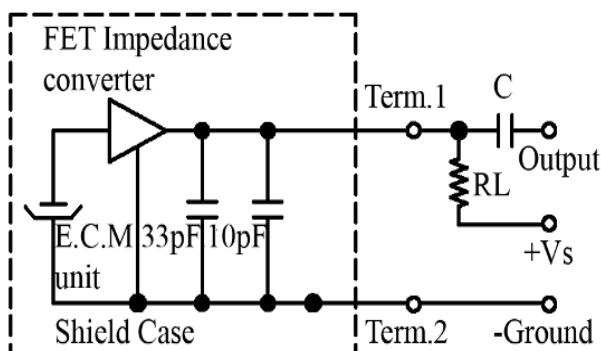 FET Impedance
converter
Term.1
C
Output
RL
E.C.M 33pF 10pF
+Vs
unit
Shield Case
Term.2
-Ground